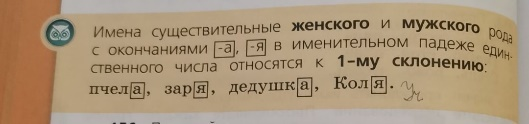 Имена существительные женского и мужского рода
с окончаниями -а, -я в именительном падеже един-
ственного числа относятся к 1-му склонению:
пчела, заря, дедушка, Коля. Уч